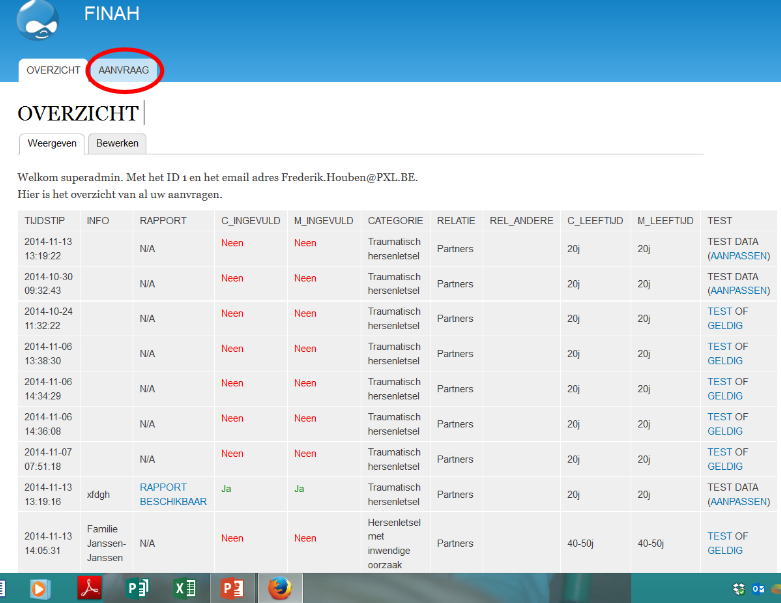 FINAH
OVERZICHT AANVRAAG
OVERZICHT
Weergeven Bewerken
Welkom superadmin. Met het ID 1 en het email adres Frederik.Houben@PXL.BE.
Hier is het overzicht van al uw aanvragen.
TIJDSTIP INFO RAPPORT C_INGEVULD M_INGEVULD CATEGORIE RELATIE REL_ANDERE C_LEEFTIJD M_LEEFTIJD TEST
2014-11-13 13:19:22 N/A Neen Neen Traumatisch hersenletsel Partners 20j 20j TEST DATA (AANPASSEN)
2014-10-30 09:32:43 N/A Neen Neen Traumatisch hersenletsel Partners 20j 20j TEST DATA (AANPASSEN)
2014-10-24 11:32:22 N/A Neen Neen Traumatisch hersenletsel Partners 20j 20j TEST OF GELDIG
2014-11-06 13:38:30 N/A Neen Neen Traumatisch hersenletsel Partners 20j 20j TEST OF GELDIG
2014-11-06 14:34:29 N/A Neen Neen Traumatisch hersenletsel Partners 20j 20j TEST OF GELDIG
2014-11-06 14:36:08 N/A Neen Neen Traumatisch hersenletsel Partners 20j 20j TEST OF GELDIG
2014-11-07 07:51:18 N/A Neen Neen Traumatisch hersenletsel Partners 20j 20j TEST OF GELDIG
2014-11-13 13:19:16 xfdgh RAPPORT BESCHIKBAAR Ja Ja Traumatisch hersenletsel Partners 20j 20j TEST DATA (AANPASSEN)
2014-11-13 14:05:31 Familie Janssen-Janssen N/A Neen Neen Hersenletsel met inwendige oorzaak Partners 40-50j 40-50j TEST OF GELDIG